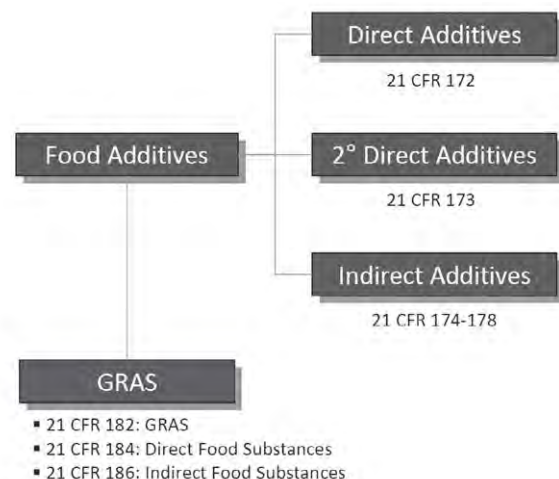 Direct Additives
21 CFR 172
Food Additives
2° Direct Additives
21 CFR 173
Indirect Additives
21 CFR 174-178
GRAS
▪ 21 CFR 182: GRAS
▪ 21 CFR 184: Direct Food Substances
▪ 21 CFR 186: Indirect Food Substances